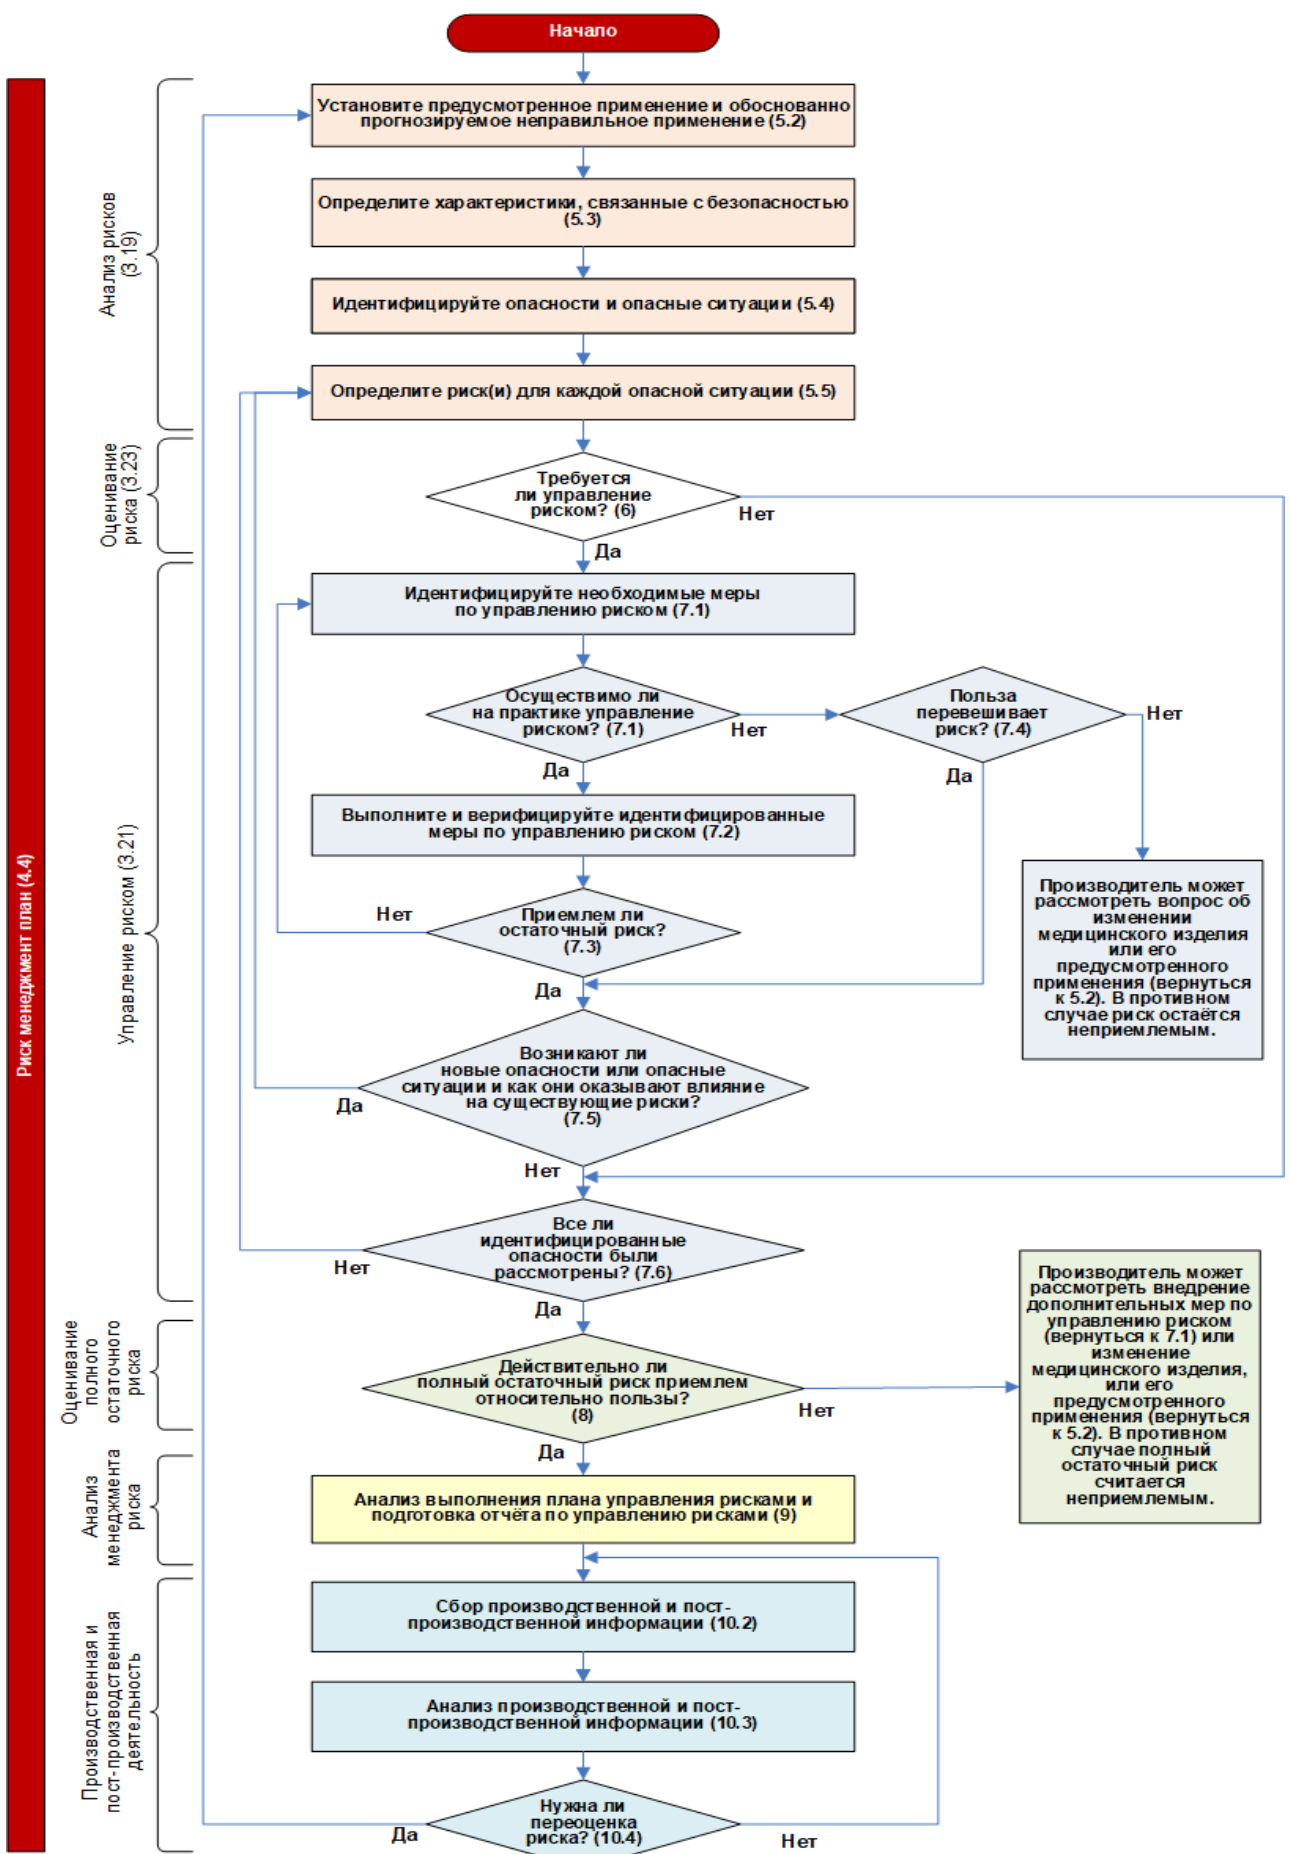 Начало
Риск менеджмент план (4.4)
Анализ рисков
(3.19)
Установите предусмотренное применение и обоснованно
прогнозируемое неправильное применение (5.2)
Определите характеристики, связанные с безопасностью
(5.3)
Идентифицируйте опасности и опасные ситуации (5.4)
Определите риск(и) для каждой опасной ситуации (5.5)
Оценивание
риска (3.23)
Требуется
ли управление
риском? (6)
Нет
Да
Управление риском (3.21)
Идентифицируйте необходимые меры
по управлению риском (7.1)
Осуществимо ли
на практике управление
риском? (7.1)
Нет
Да
Польза
перевешивает
риск? (7.4)
Нет
Да
Выполните и верифицируйте идентифицированные
меры по управлению риском (7.2)
Производитель может
рассмотреть вопрос об
изменении
медицинского изделия
или его
предусмотренного
применения (вернуться
к 5.2). В противном
случае риск остаётся
неприемлемым.
Приемлем ли
остаточный риск?
(7.3)
Нет
Да
Возникают ли
новые опасности или опасные
ситуации и как они оказывают влияние
на существующие риски?
(7.5)
Да
Нет
Все ли
идентифицированные
опасности были
рассмотрены? (7.6)
Нет
Да
Оценивание
полного
остаточного
риска
Действительно ли
полный остаточный риск приемлем
относительно пользы?
(8)
Нет
Да
Производитель может
рассмотреть внедрение
дополнительных мер по
управлению риском
(вернуться к 7.1) или
изменение
медицинского изделия,
или его
предусмотренного
применения (вернуться
к 5.2). В противном
случае полный
остаточный риск
считается
неприемлемым.
Анализ
менеджмента
риска
Анализ выполнения плана управления рисками и
подготовка отчёта по управлению рисками (9)
Производственная и
пост-производственная
деятельность
Сбор производственной и пост-
производственной информации (10.2)
Анализ производственной и пост-
производственной информации (10.3)
Нужна ли
переоценка
риска? (10.4)
Да
Нет